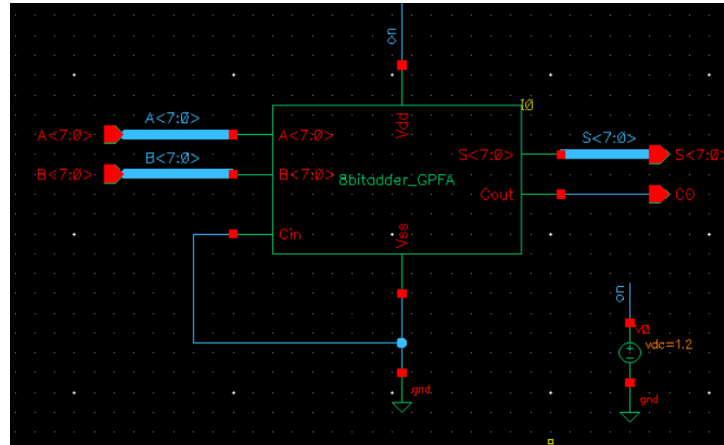 on
I0
A<7:0>
A<7:0>
A<7:0>
Vdd
S<7:0>
S<7:0>
S<7:0>
B<7:0>
B<7:0>
B<7:0>
8bitadder_GPFA
Cout
C0
Cin
Vss
on
V0
vdc=1.2
gnd
gnd